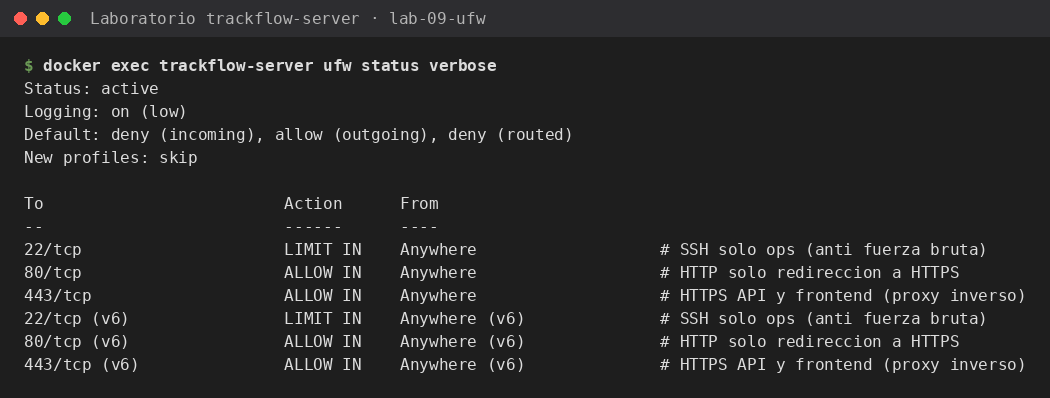 Laboratorio trackflow-server · lab-09-ufw
$ docker exec trackflow-server ufw status verbose
Status: active
Logging: on (low)
Default: deny (incoming), allow (outgoing), deny (routed)
New profiles: skip
To                         Action      From
--                         ------      ----
22/tcp                     LIMIT IN    Anywhere                   # SSH solo ops (anti fuerza bruta)
80/tcp                     ALLOW IN    Anywhere                   # HTTP solo redireccion a HTTPS
443/tcp                    ALLOW IN    Anywhere                   # HTTPS API y frontend (proxy inverso)
22/tcp (v6)                LIMIT IN    Anywhere (v6)              # SSH solo ops (anti fuerza bruta)
80/tcp (v6)                ALLOW IN    Anywhere (v6)              # HTTP solo redireccion a HTTPS
443/tcp (v6)               ALLOW IN    Anywhere (v6)              # HTTPS API y frontend (proxy inverso)